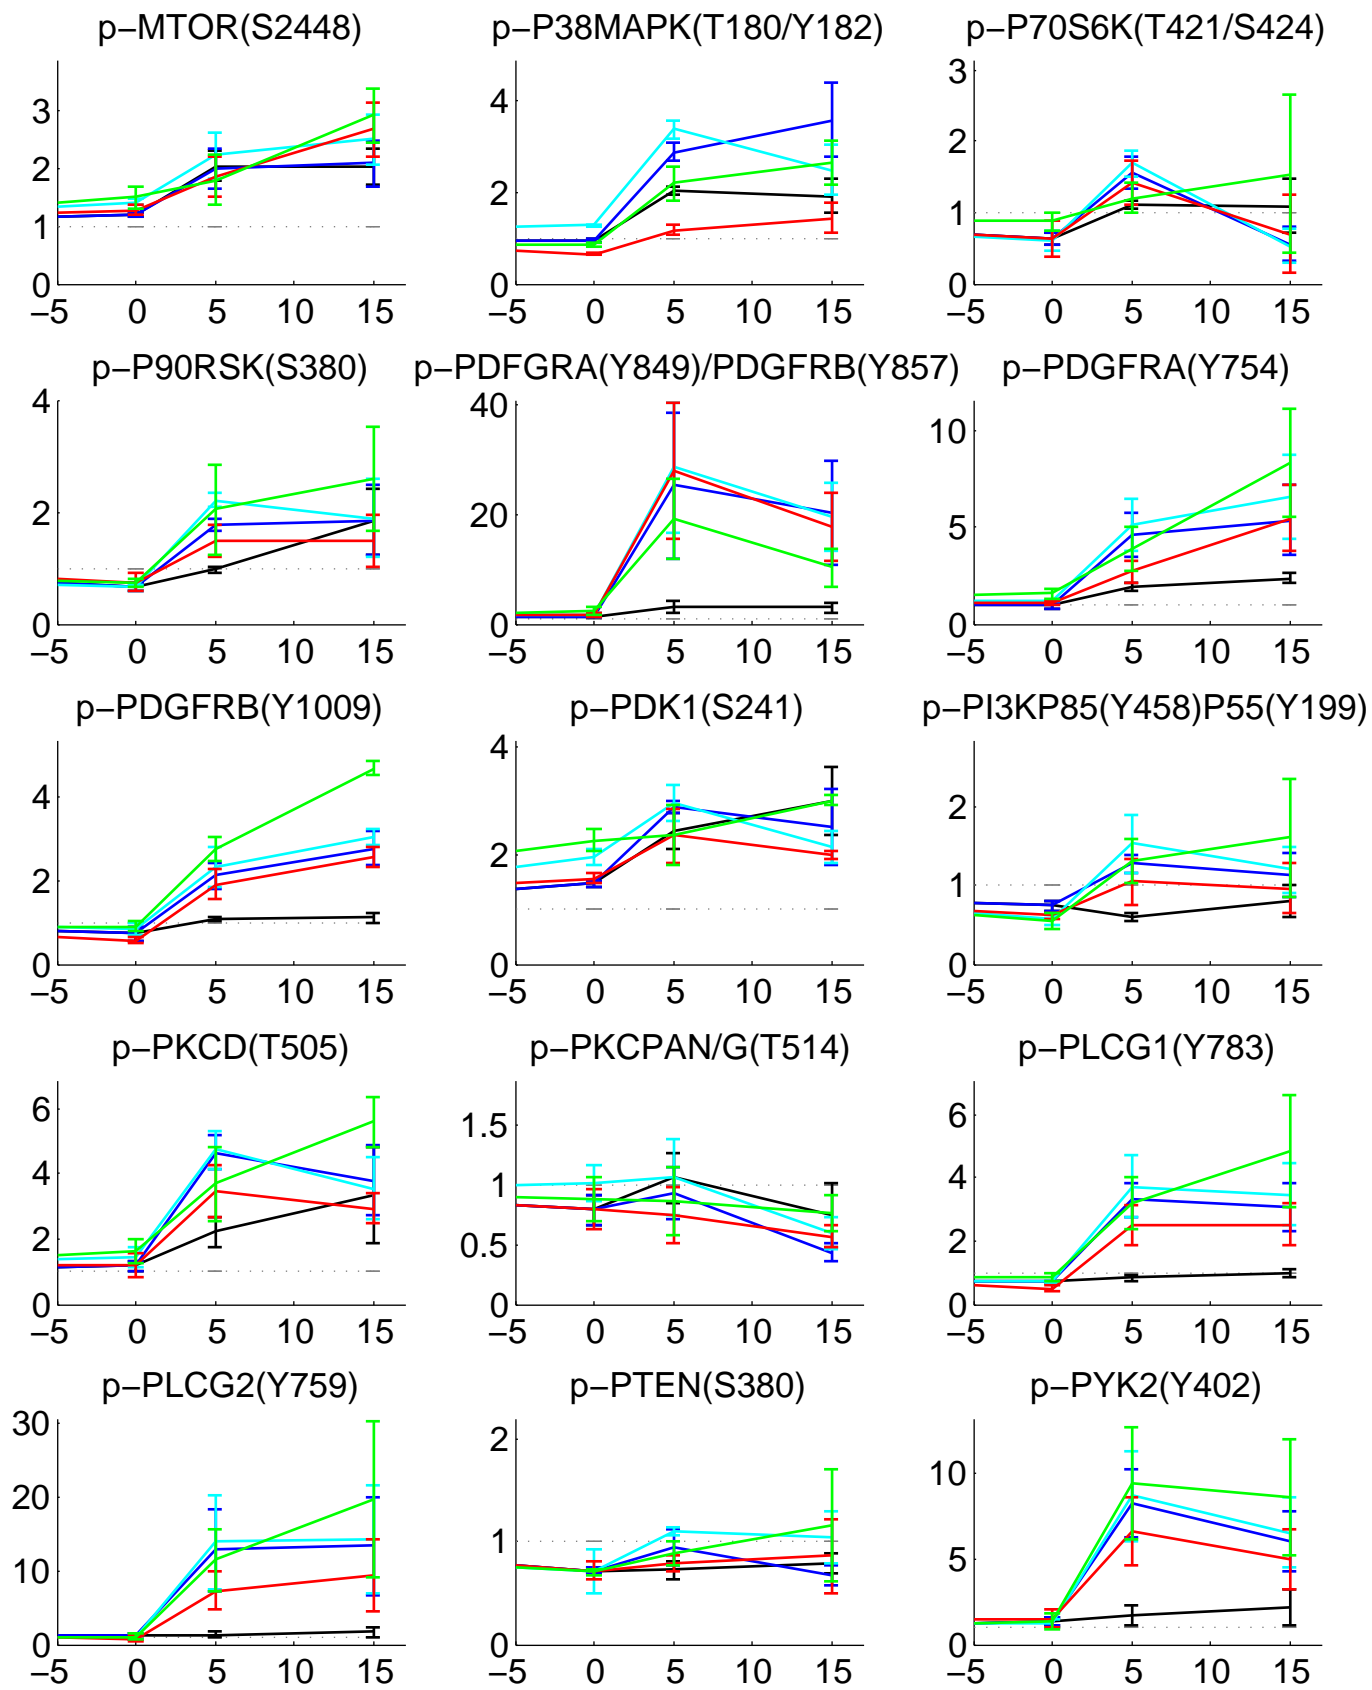 p-MTOR(S2448) p-P38MAPK(T180/Y182) p-P70S6K(T421/S424)
3 4 3
2 2 2
1 1
0 0 0
-5 0 5 10 15 -5 0 5 10 15 -5 0 5 10 15
p-P90RSK(S380) p-PDFGRA(Y849)/PDGFRB(Y857) p-PDGFRA(Y754)
4 40 10
2 20 5
0 0 0
-5 0 5 10 15 -5 0 5 10 15 -5 0 5 10 15
p-PDGFRB(Y1009) p-PDK1(S241) p-PI3KP85(Y458)P55(Y199)
4 4 2
2 2 1
0 0 0
-5 0 5 10 15 -5 0 5 10 15 -5 0 5 10 15
p-PKCD(T505) p-PKCPAN/G(T514) p-PLCG1(Y783)
6 1.5 6
4 1 4
2 0.5 2
0 0 0
-5 0 5 10 15 -5 0 5 10 15 -5 0 5 10 15
p-PLCG2(Y759) p-PTEN(S380) p-PYK2(Y402)
30 2 10
20 1 5
10
0 0 0
-5 0 5 10 15 -5 0 5 10 15 -5 0 5 10 15